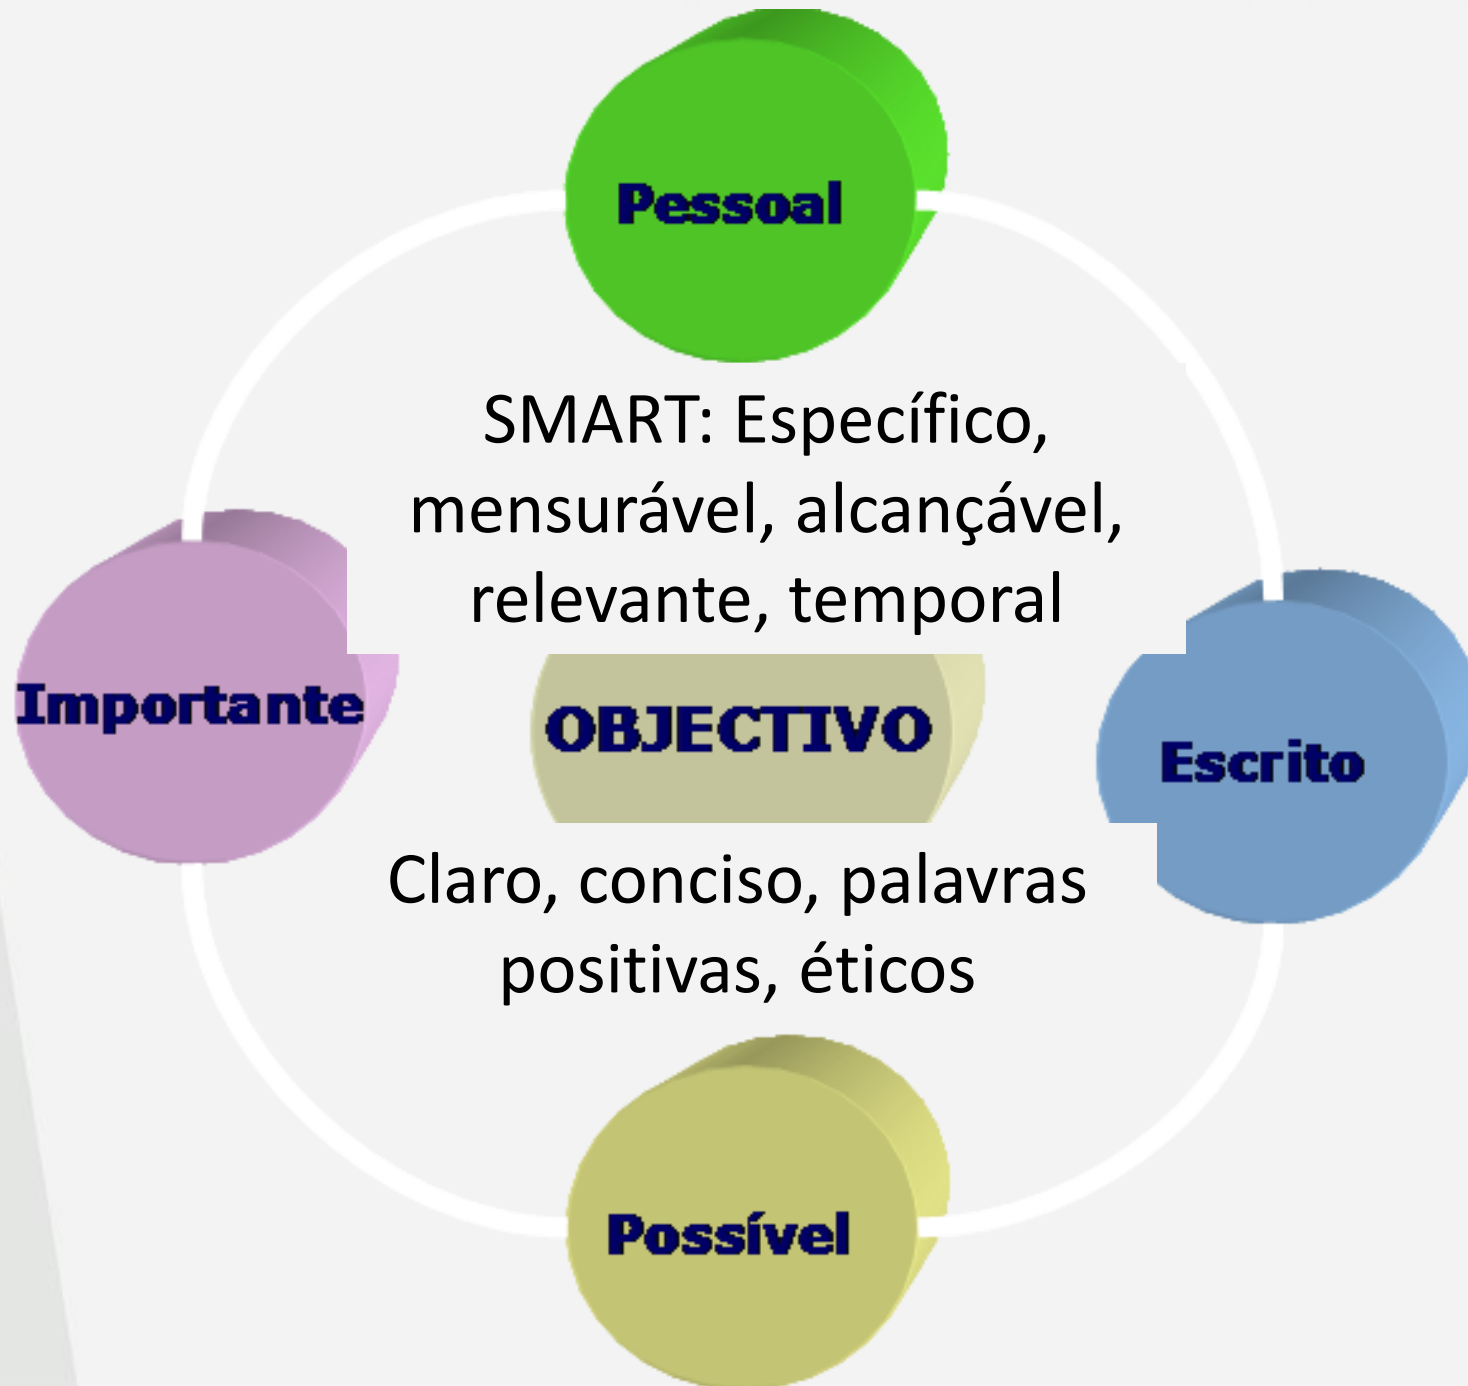 Pessoal
SMART: Específico,
mensurável, alcançável,
relevante, temporal
Importante
OBJECTIVO
Escrito
Claro, conciso, palavras
positivas, éticos
Possível